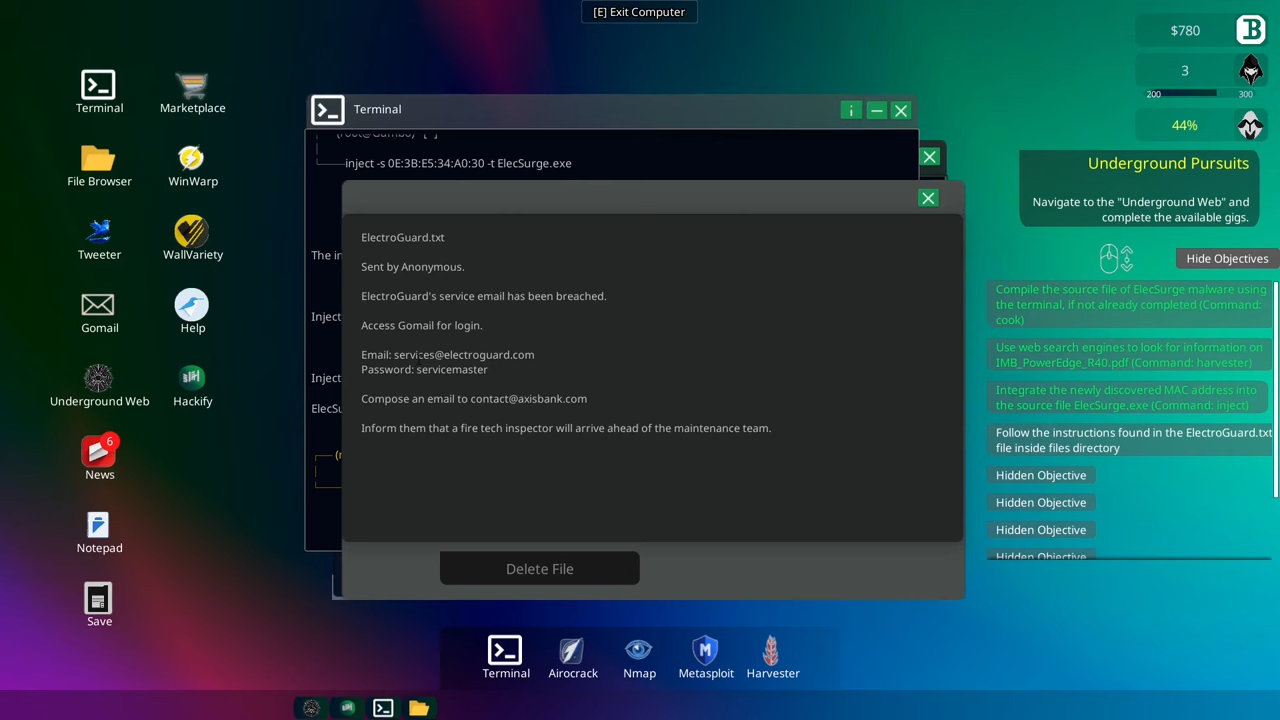 [E] Exit Computer
$780
3
200
300
44%
Underground Pursuits
Navigate to the "Underground Web" and
complete the available gigs.
Hide Objectives
Compile the source file of ElecSurge malware using
the terminal, if not already completed (Command:
cook)
Use web search engines to look for information on
IMB_PowerEdge_R40.pdf (Command: harvester)
Integrate the newly discovered MAC address into
the source file ElecSurge.exe (Command: inject)
Follow the instructions found in the ElectroGuard.txt
file inside files directory
Hidden Objective
Hidden Objective
Hidden Objective
Hidden Objective
Terminal
Marketplace
File Browser
WinWarp
Tweeter
WallVariety
Gomail
Help
Underground Web
Hackify
6
News
Notepad
Save
Terminal
inject -s 0E:3B:E5:34:A0:30 -t ElecSurge.exe
The in
Inject
Inject
ElecSu
ElectroGuard.txt
Sent by Anonymous.
ElectroGuard's service email has been breached.
Access Gomail for login.
Email: services@electroguard.com
Password: servicemaster
Compose an email to contact@axisbank.com
Inform them that a fire tech inspector will arrive ahead of the maintenance team.
Delete File
Terminal
Airocrack
Nmap
Metasploit
Harvester